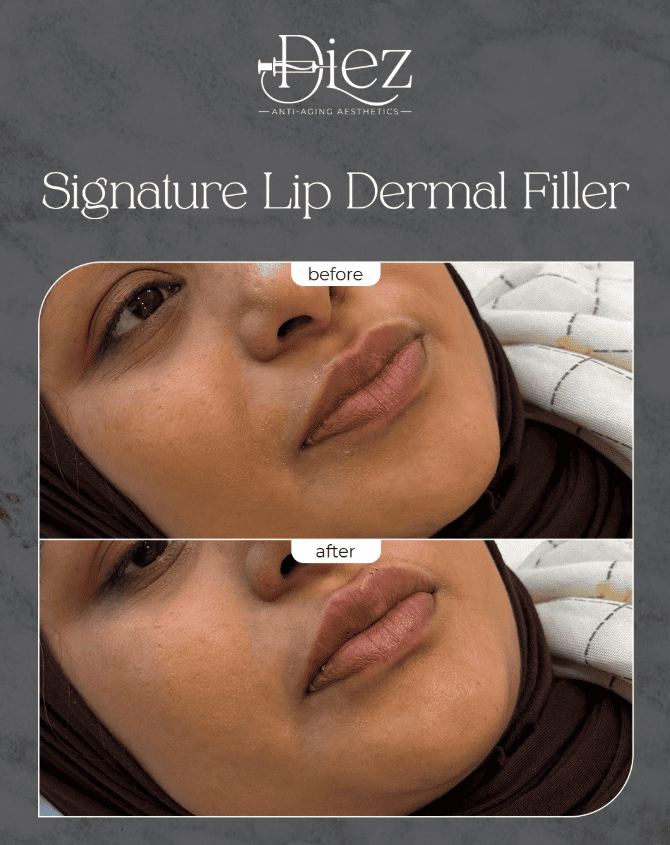 Diez
ANTI-AGING AESTHETICS
Signature Lip Dermal Filler
before
after